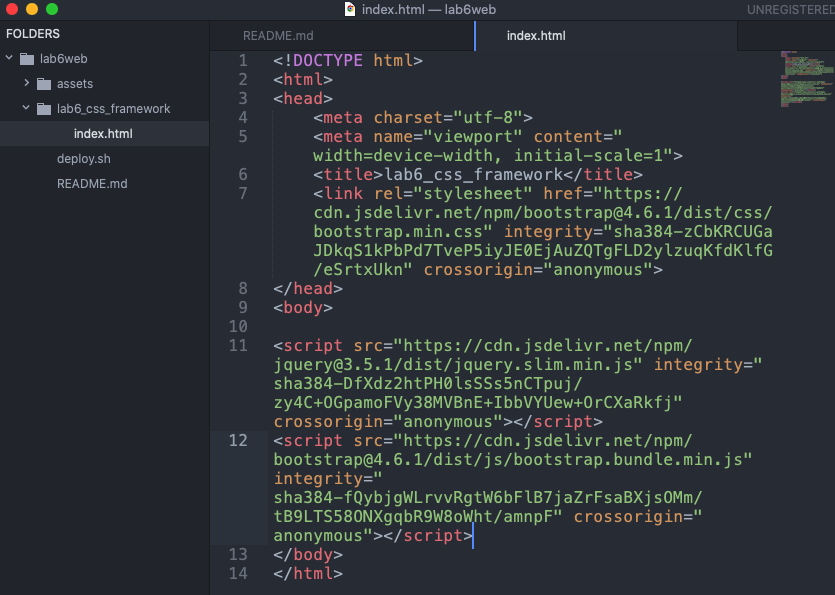 index.html — lab6web
UNREGISTERED
FOLDERS
lab6web
assets
lab6_css_framework
index.html
deploy.sh
README.md
README.md
index.html
1 <!DOCTYPE html>
2 <html>
3 <head>
4 <meta charset="utf-8">
5 <meta name="viewport" content="
width=device-width, initial-scale=1">
6 <title>lab6_css_framework</title>
7 <link rel="stylesheet" href="https://
cdn.jsdelivr.net/npm/bootstrap@4.6.1/dist/css/
bootstrap.min.css" integrity="sha384-zCbKRCUGa
JDkqS1kPbPd7TveP5iyJE0EjAuZQTgFLD2ylzuqKfdKlfG
/eSrtxUkn" crossorigin="anonymous">
8 </head>
9 <body>
10
11 <script src="https://cdn.jsdelivr.net/npm/
jquery@3.5.1/dist/jquery.slim.min.js" integrity="
sha384-DfXdz2htPH0lsSSs5nCTpuj/
zy4C+OGpamoFVy38MVBnE+IbbVYUew+OrCXaRkfj"
crossorigin="anonymous"></script>
12 <script src="https://cdn.jsdelivr.net/npm/
bootstrap@4.6.1/dist/js/bootstrap.bundle.min.js"
integrity="
sha384-fQybjgWLrvvRgtW6bFlB7jaZrFsaBXjsOMm/
tB9LTS58ONXgqbR9W8oWht/amnpF" crossorigin="
anonymous"></script>
13 </body>
14 </html>